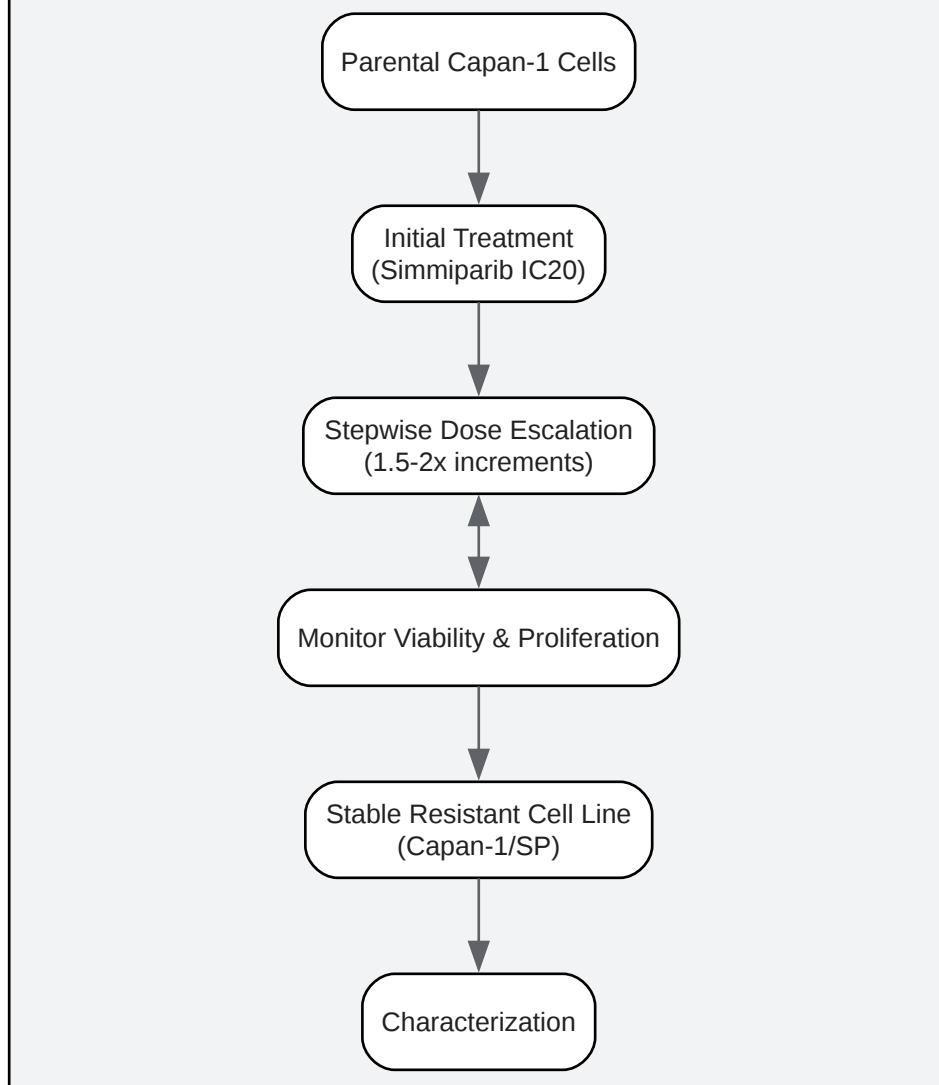 Parental Capan-1 Cells
Initial Treatment
(Simmiparib IC20)
Stepwise Dose Escalation
(1.5-2x increments)
Monitor Viability & Proliferation
Stable Resistant Cell Line
(Capan-1/SP)
Characterization